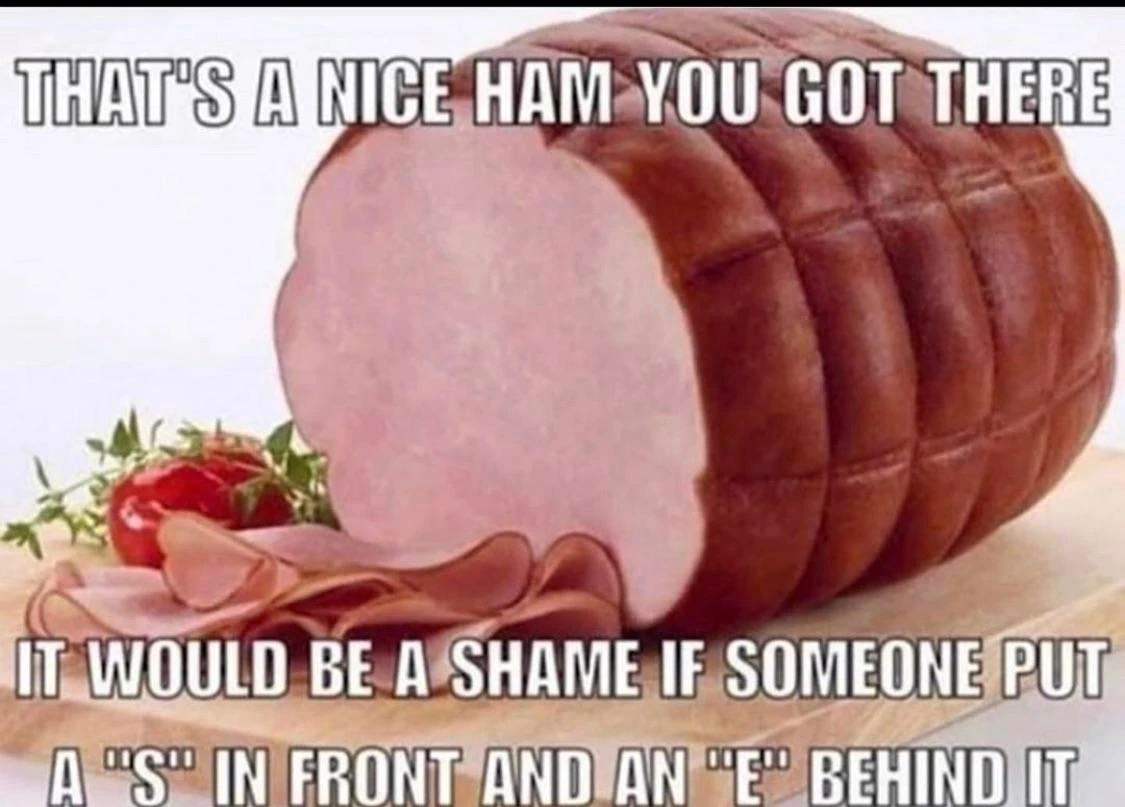 THAT'S A NICE HAM YOU GOT THERE
IT WOULD BE A SHAME IF SOMEONE PUT
A "S" IN FRONT AND AN "E" BEHIND IT